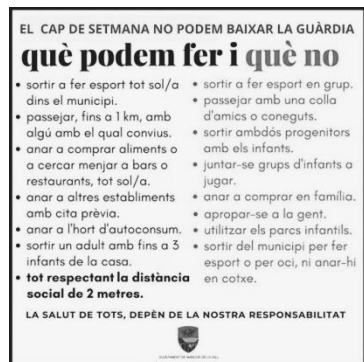 EL CAP DE SETMANA NO PODEM BAIXAR LA GUÀRDIA
què podem fer i què no
• sortir a fer esport tot sol/a
dins el municipi.
• passejar, fins a 1 km, amb
algú amb el qual convius.
• anar a comprar aliments o
a cercar menjar a bars o
restaurants, tot sol/a.
• anar a altres establiments
amb cita prèvia.
• anar a l'hort d'autoconsum.
• sortir un adult amb fins a 3
infants de la casa.
• tot respectant la distància
social de 2 metres.
• sortir a fer esport en grup.
• passejar amb una colla
d'amics o coneguts.
• sortir ambdós progenitors
amb els infants.
• juntar-se grups d'infants a
jugar.
• anar a comprar en família.
• apropar-se a la gent.
• utilitzar els parcs infantils.
• sortir del municipi per fer
esport o per oci, ni anar-hi
en cotxe.
LA SALUT DE TOTS, DEPÈN DE LA NOSTRA RESPONSABILITAT